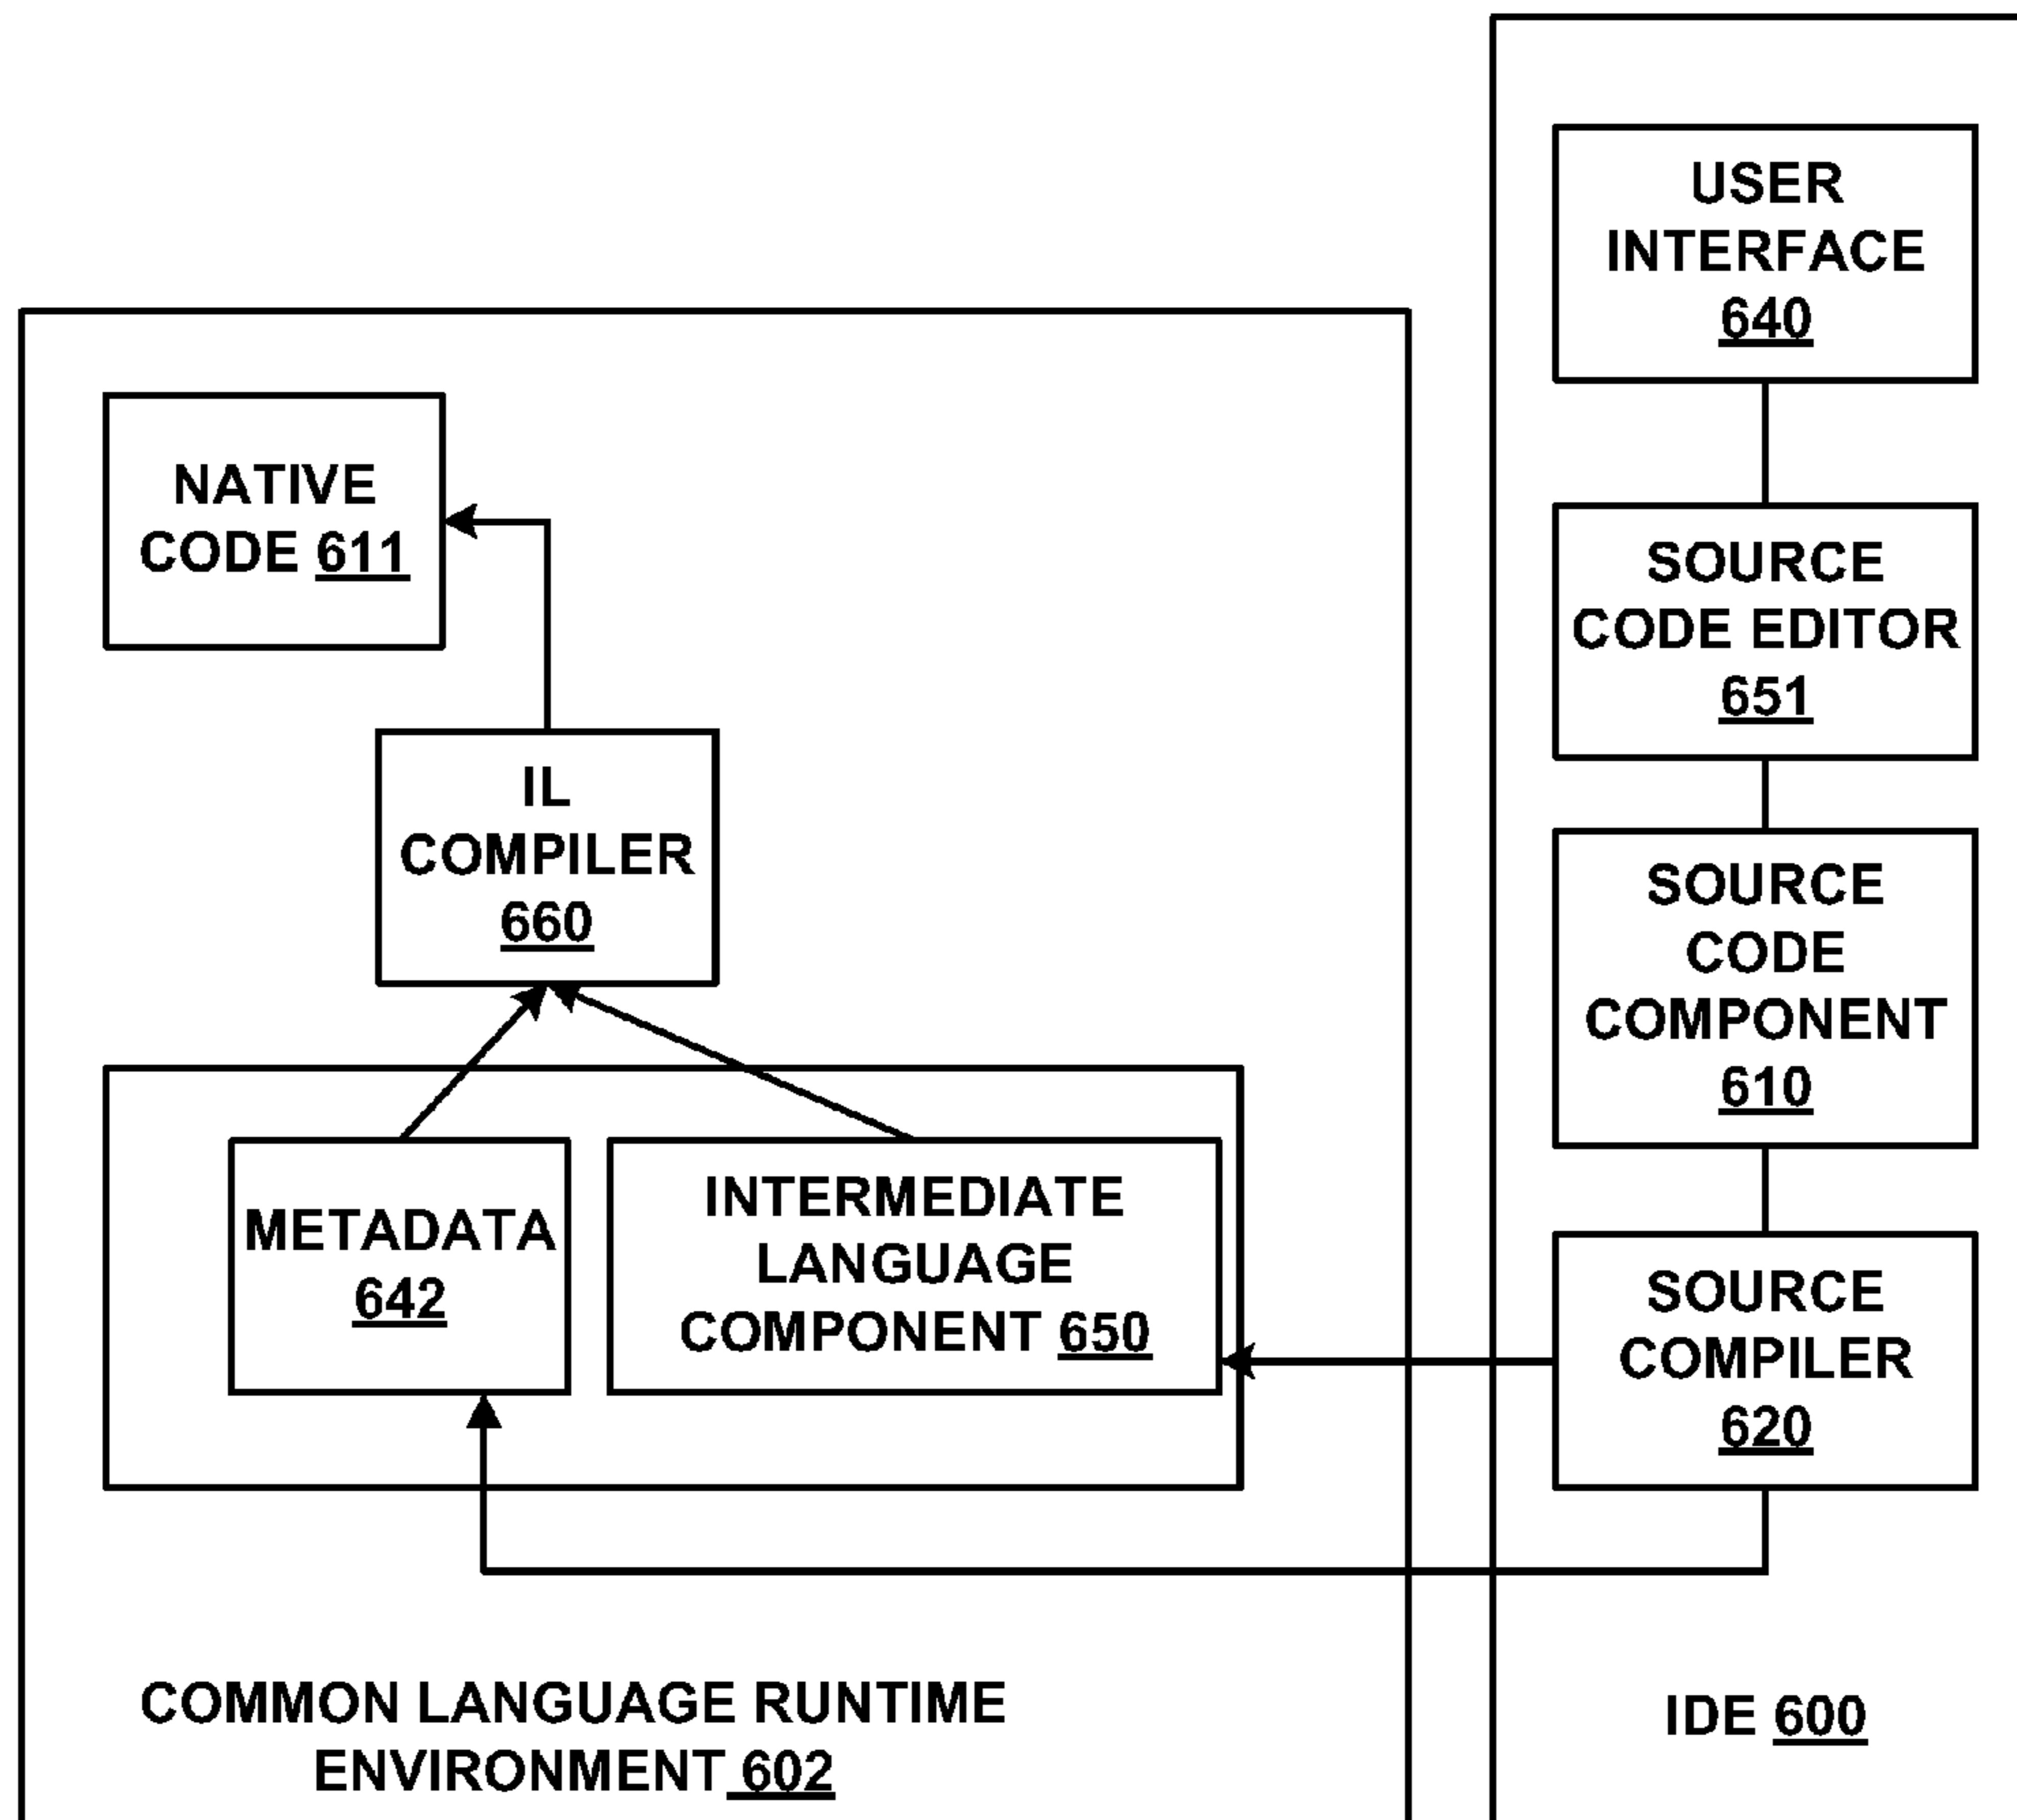 USER
INTERFACE
640
NATIVE
CODE 611
SOURCE
CODE EDITOR
651
IL
COMPILER
660
SOURCE
CODE
COMPONENT
610
METADATA
642
INTERMEDIATE
LANGUAGE
COMPONENT 650
SOURCE
COMPILER
620
COMMON LANGUAGE RUNTIME
ENVIRONMENT 602
IDE 600